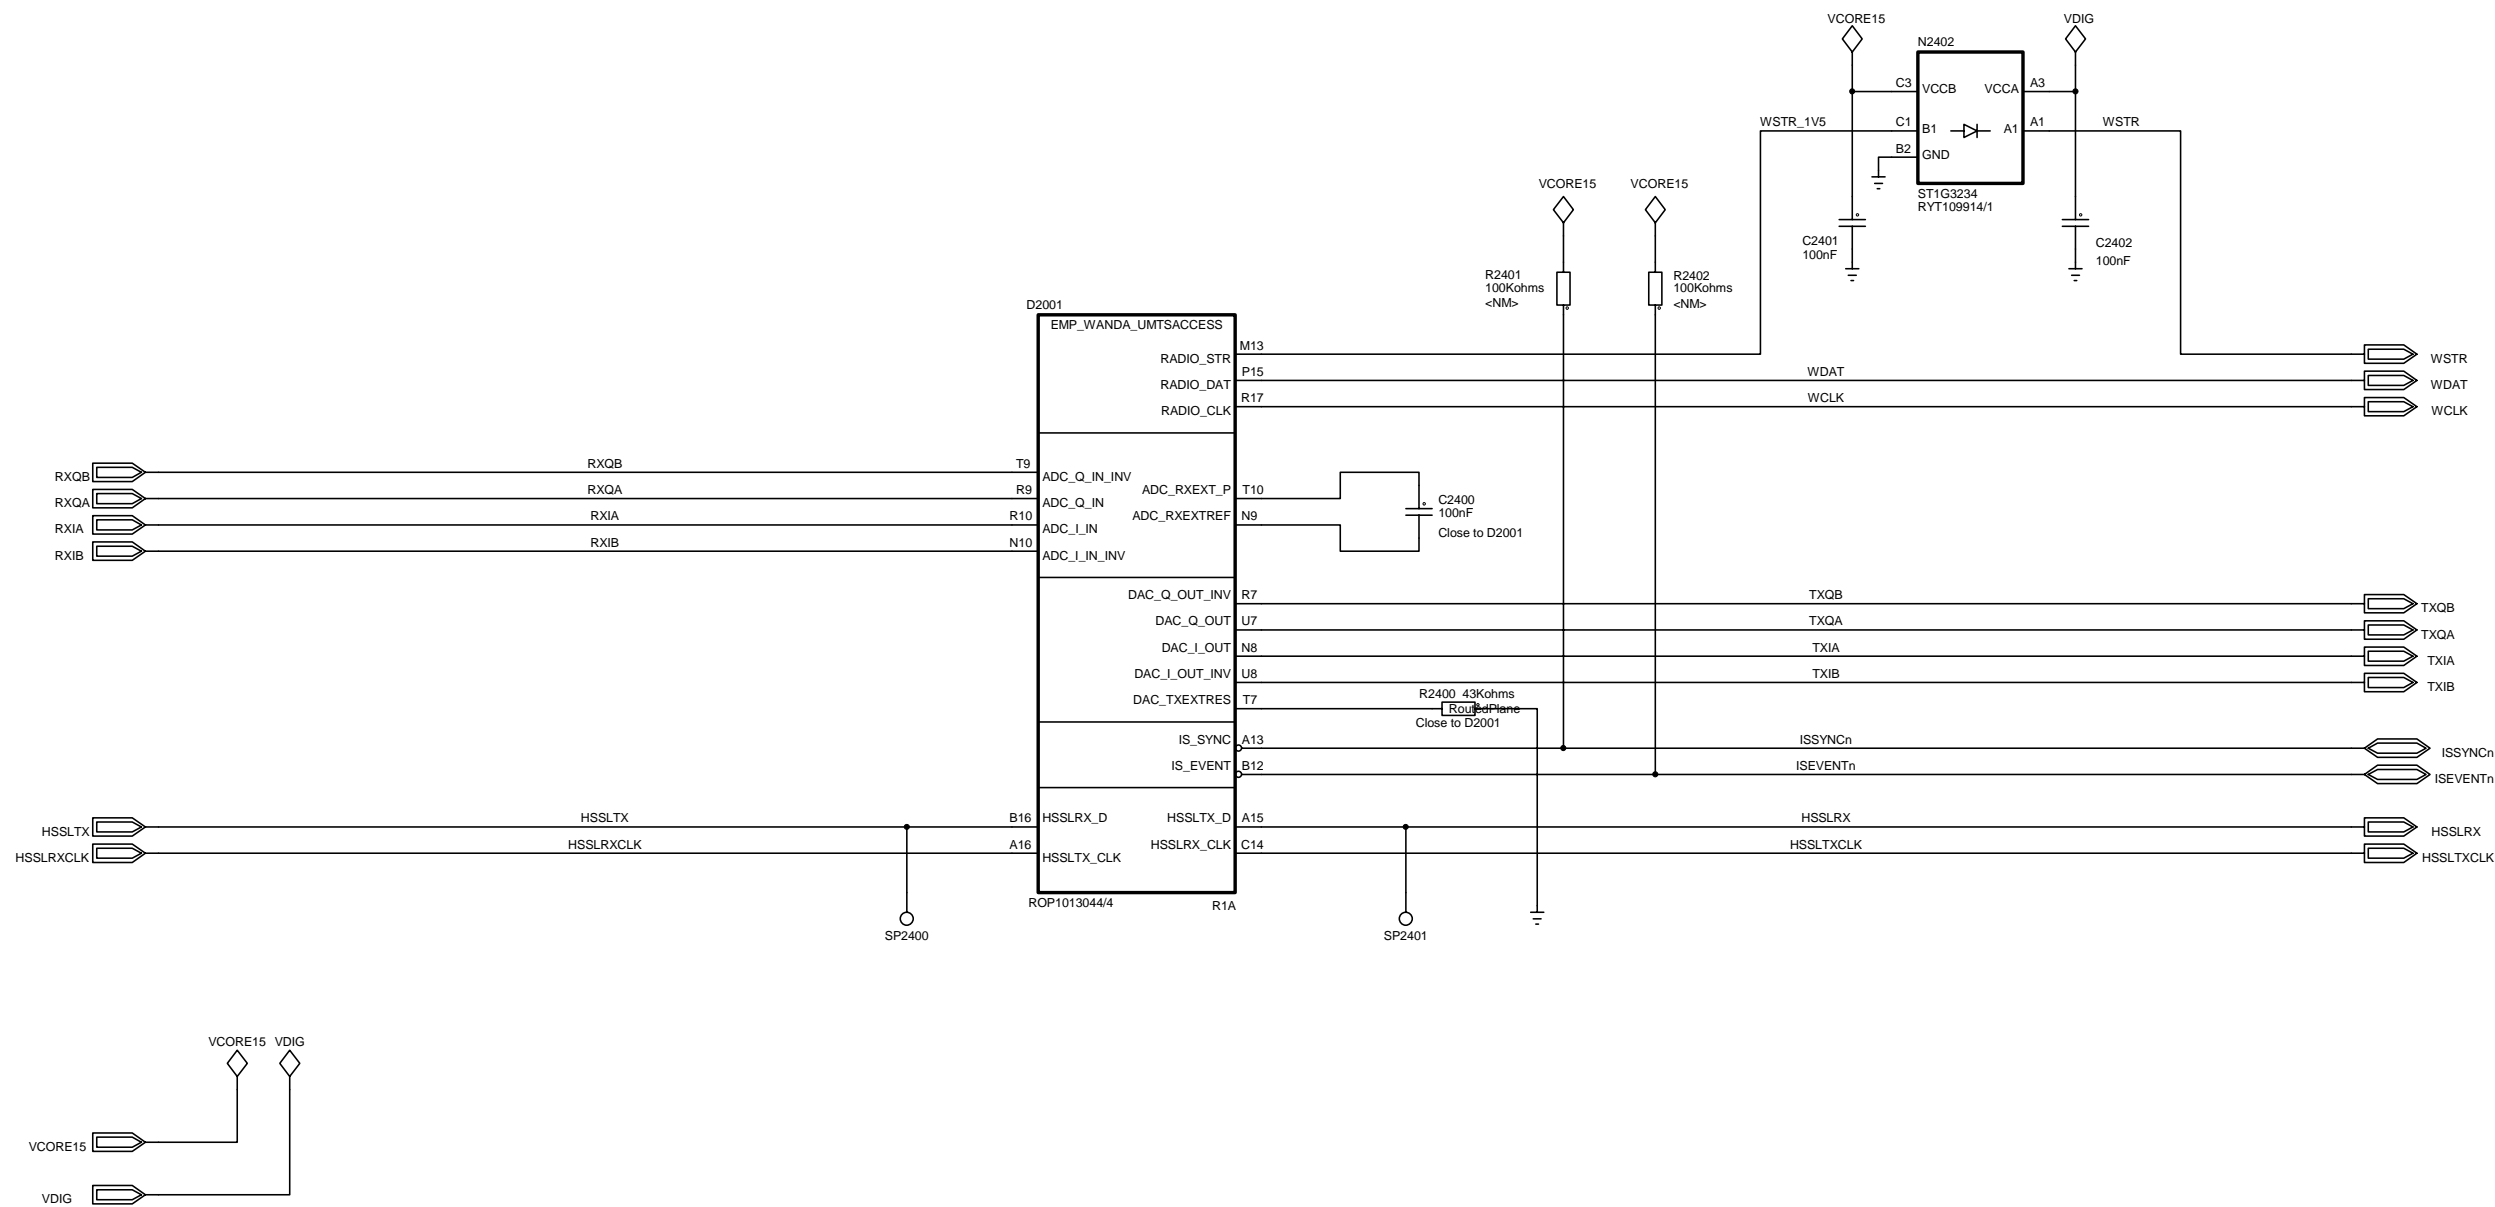 VCORE15
VDIG
N2402
C3
VCCB
VCCA
A3
WSTR_1V5
C1
B1
A1
A1
WSTR
B2
GND
ST1G3234
RYT109914/1
VCORE15
VCORE15
C2401
100nF
C2402
100nF
R2401
100Kohms
<NM>
R2402
100Kohms
<NM>
D2001
EMP_WANDA_UMTSACCESS
RADIO_STR
M13
WSTR
RADIO_DAT
P15
WDAT
WDAT
RADIO_CLK
R17
WCLK
WCLK
RXQB
RXQB
T9
ADC_Q_IN_INV
RXQA
RXQA
R9
ADC_Q_IN
RXIA
RXIA
R10
ADC_I_IN
RXIB
RXIB
N10
ADC_I_IN_INV
ADC_RXEXT_P
T10
ADC_RXEXTREF
N9
C2400
100nF
Close to D2001
DAC_Q_OUT_INV
R7
TXQB
TXQB
DAC_Q_OUT
U7
TXQA
TXQA
DAC_I_OUT
N8
TXIA
TXIA
DAC_I_OUT_INV
U8
TXIB
TXIB
DAC_TXEXTRES
T7
R2400 43Kohms
RoutedPlane
Close to D2001
IS_SYNC
A13
ISSYNCn
ISSYNCn
IS_EVENT
B12
ISEVENTn
ISEVENTn
HSSLTX
HSSLTX
B16
HSSLRX_D
HSSLTX_D
A15
HSSLRX
HSSLRX
HSSLRXCLK
HSSLRXCLK
A16
HSSLTX_CLK
HSSLRX_CLK
C14
HSSLTXCLK
HSSLTXCLK
ROP1013044/4
R1A
SP2400
SP2401
VCORE15
VDIG
VCORE15
VDIG